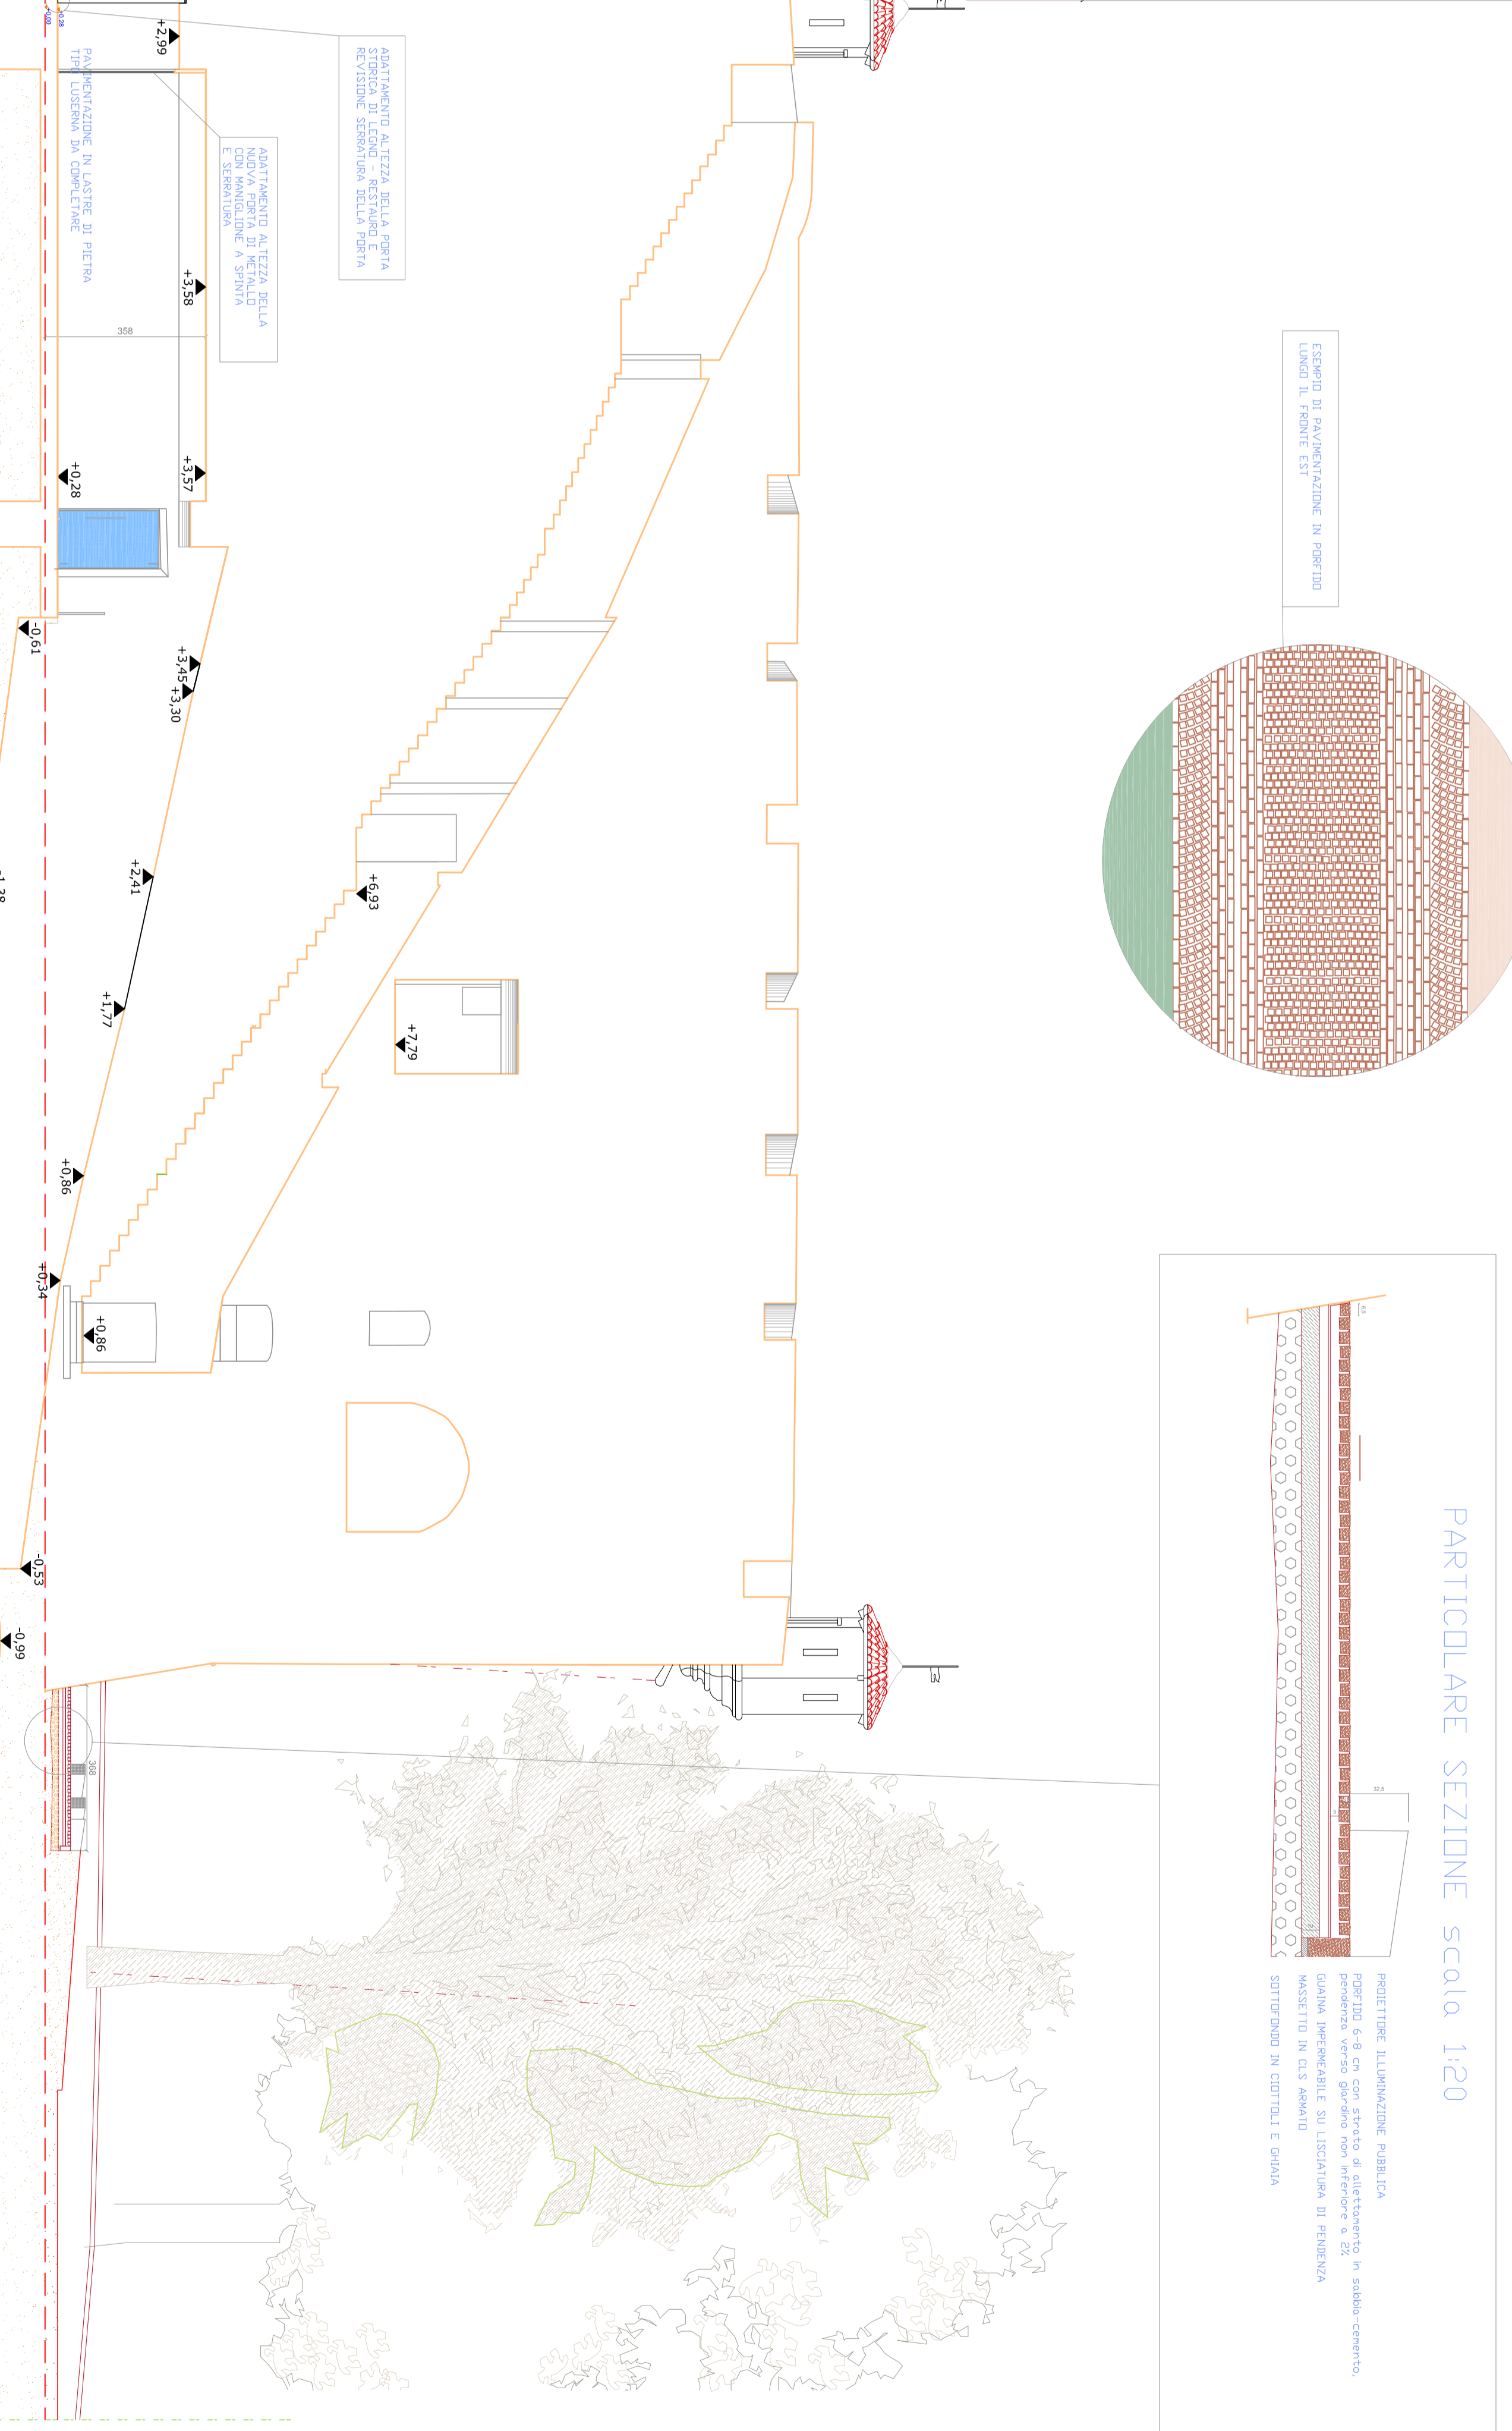 ADATTAMENTO ALTEZZA DELLA PORTA
STORICA DI LEGNO - RESTAURO E
REVISIONE SERRATURA DELLA PORTA
ADATTAMENTO ALTEZZA DELLA
NUOVA PORTA DI METALLO
CON MANIGLIONE A SPINTA
E SERRATURA
PAVIMENTAZIONE IN LASTRE DI PIETRA
TIPO LUSERNA DA COMPLETARE
ESEMPIO DI PAVIMENTAZIONE IN PORFIDO
LUNGO IL FRONTE EST
PARTICOLARE SEZIONE scala 1:20
PROIETTORE ILLUMINAZIONE PUBBLICA
PORFIDO 6-8 cm con strato di allettamento in sabbia-cemento,
pendenza verso giardino non inferiore a 2%
GUAINA IMPERMEABILE SU LISCIATURA DI PENDENZA
MASSETTO IN CLS ARMATO
SOTTOFONDO IN CIOTTOLI E GHIAIA
32,5
+0,28
+0,00
+2,99
+3,58
358
+3,57
+0,28
-0,61
+3,45
+3,30
+2,41
+6,93
-1,38
+1,77
+7,79
+0,86
+0,34
+0,86
-0,53
-0,99
368